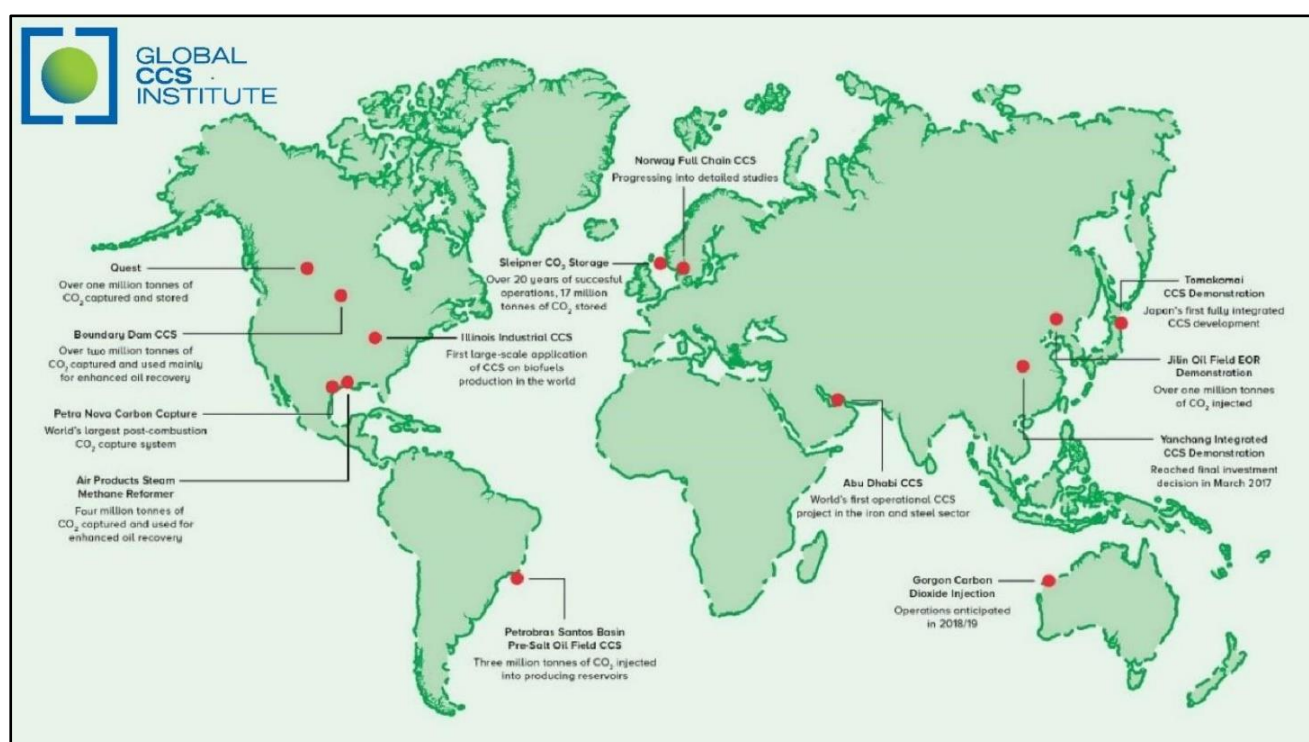 GLOBAL
CCS
INSTITUTE
Norway Full Chain CCS
Progressing into detailed studies
Quest
Over one million tonnes of
CO₂ captured and stored
Sleipner CO₂ Storage
Over 20 years of succesful
operations, 17 million
tonnes of CO₂ stored
Tomakomai
CCS Demonstration
Japan's first fully integrated
CCS development
Boundary Dam CCS
Over two million tonnes of
CO₂ captured and used mainly
for enhanced oil recovery
Illinois Industrial CCS
First large-scale application
of CCS on biofuels
production in the world
Jilin Oil Field EOR
Demonstration
Over one million tonnes
of CO₂ injected
Petra Nova Carbon Capture
World's largest post-combustion
CO₂ capture system
Yanchang Integrated
CCS Demonstration
Reached final investment
decision in March 2017
Air Products Steam
Methane Reformer
Four million tonnes of
CO₂ captured and used for
enhanced oil recovery
Abu Dhabi CCS
World's first operational CCS
project in the iron and steel sector
Gorgon Carbon
Dioxide Injection
Operations anticipated
in 2018/19
Petrobras Santos Basin
Pre-Salt Oil Field CCS
Three million tonnes of CO₂ injected
into producing reservoirs